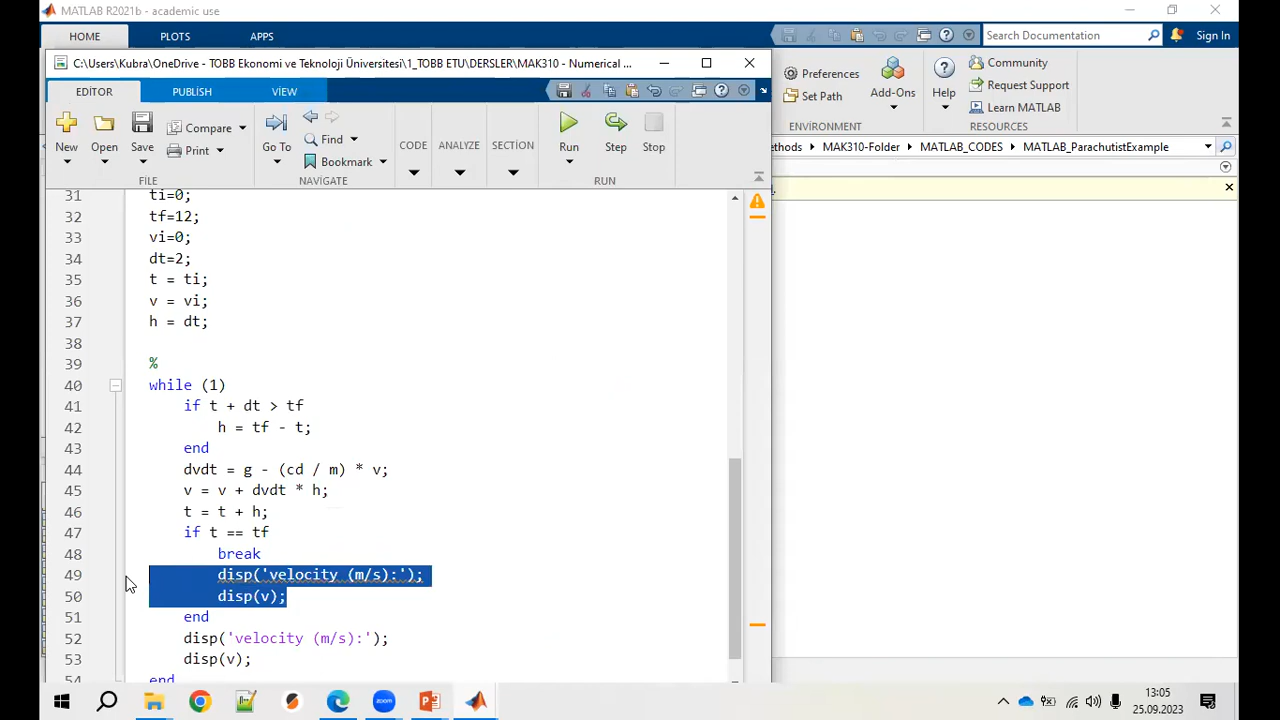 MATLAB R2021b - academic use
HOME PLOTS APPS
Search Documentation Sign In
C:\Users\Kubra\OneDrive - TOBB Ekonomi ve Teknoloji Üniversitesi\1_TOBB ETU\DERSLER\MAK310 - Numerical ...
Preferences
Set Path
Add-Ons
Help
Community
Request Support
Learn MATLAB
ENVIRONMENT RESOURCES
EDITOR PUBLISH VIEW
New Open Save Compare Print
Go To Find Bookmark
CODE ANALYZE SECTION
Run Step Stop
FILE NAVIGATE RUN
MAK310-Folder MATLAB_CODES MATLAB_ParachutistExample
31 ti=0;
32 tf=12;
33 vi=0;
34 dt=2;
35 t = ti;
36 v = vi;
37 h = dt;
38
39 %
40 while (1)
41 if t + dt > tf
42 h = tf - t;
43 end
44 dvdt = g - (cd / m) * v;
45 v = v + dvdt * h;
46 t = t + h;
47 if t == tf
48 break
49 disp('velocity (m/s):');
50 disp(v);
51 end
52 disp('velocity (m/s):');
53 disp(v);
54 end
zoom
13:05
25.09.2023